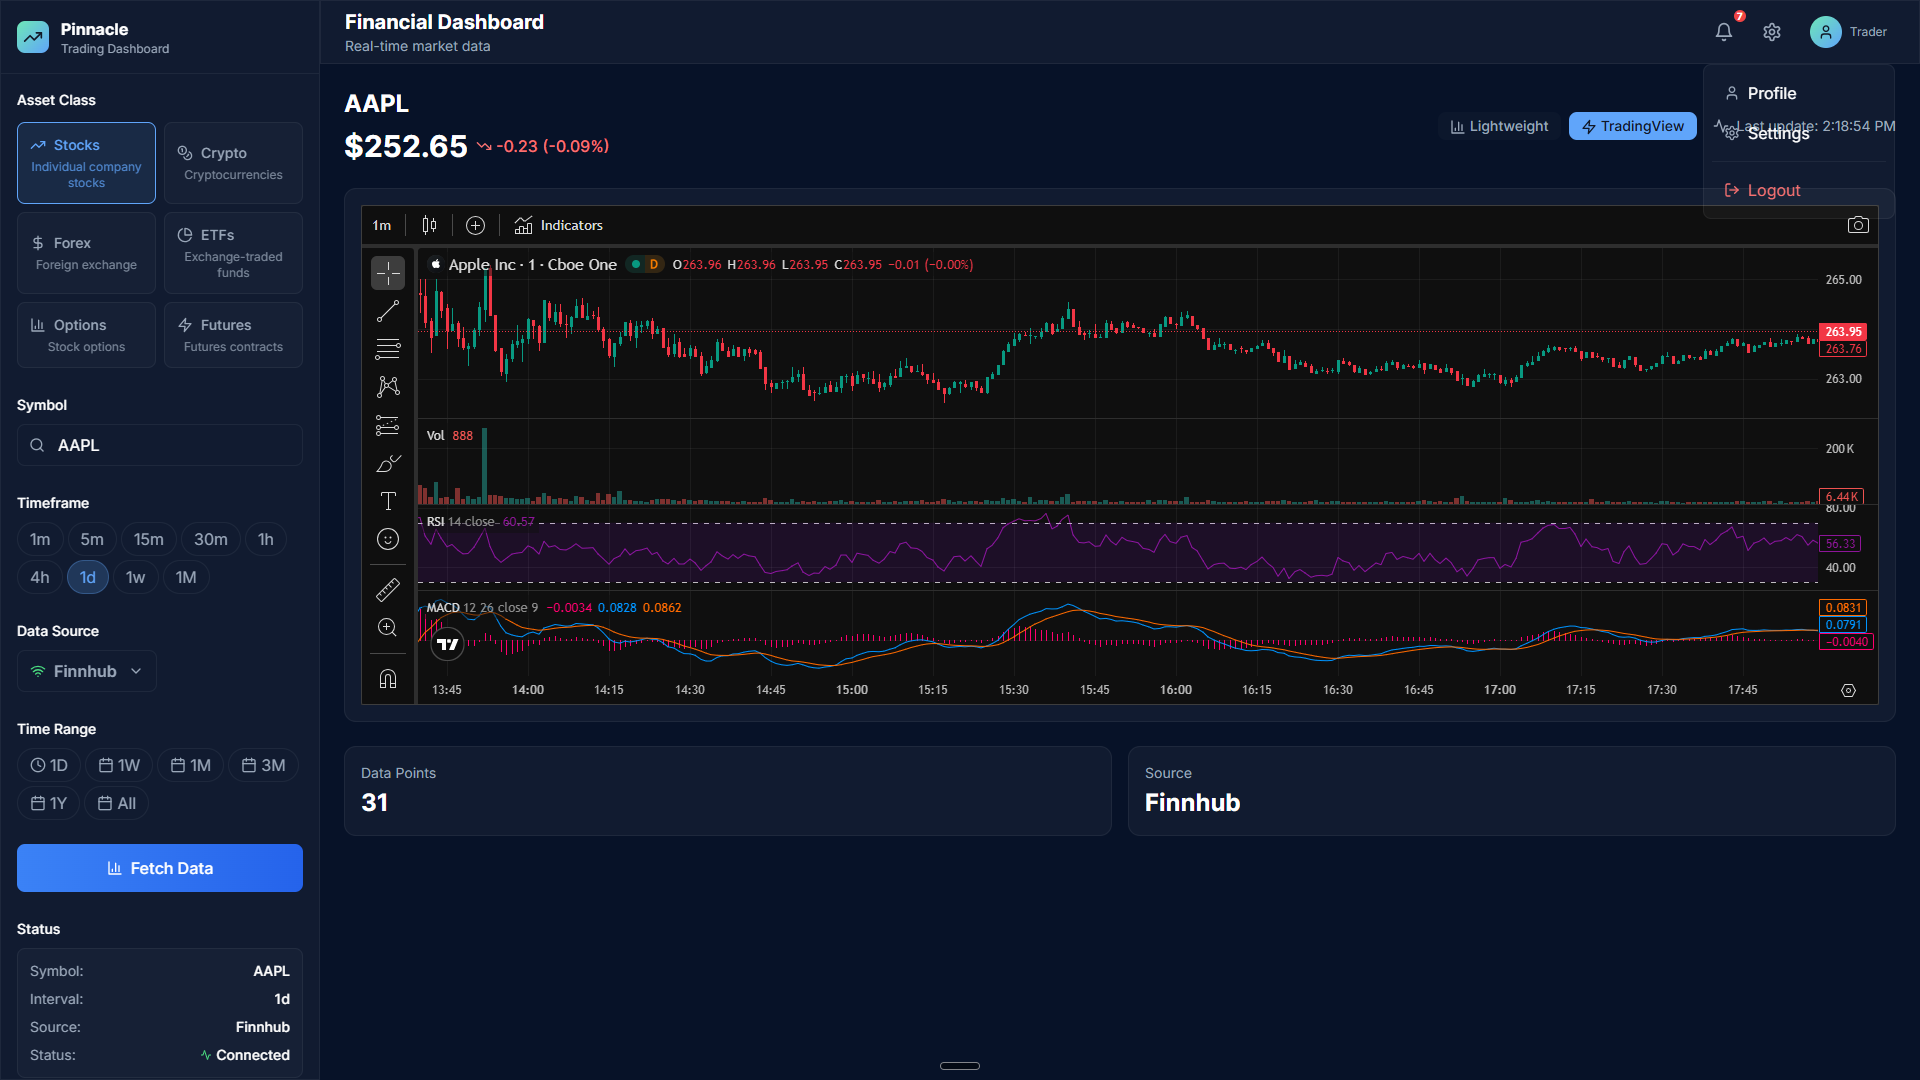 Pinnacle
Trading Dashboard
Financial Dashboard
Real-time market data
7
Trader
Asset Class
Stocks
Individual company
stocks
Crypto
Cryptocurrencies
Forex
Foreign exchange
ETFs
Exchange-traded
funds
Options
Stock options
Futures
Futures contracts
Symbol
AAPL
Timeframe
1m 5m 15m 30m 1h
4h 1d 1w 1M
Data Source
Finnhub
Time Range
1D 1W 1M 3M
1Y All
Fetch Data
Status
Symbol: AAPL
Interval: 1d
Source: Finnhub
Status: Connected
AAPL
$252.65 -0.23 (-0.09%)
Lightweight TradingView
Last update: 2:18:54 PM
Profile
Settings
Logout
1m Indicators
Apple Inc · 1 · Cboe One D O263.96 H263.96 L263.95 C263.95 −0.01 (−0.00%)
265.00
263.95
263.76
263.00
Vol 888
200 K
6.44 K
RSI 14 close 60.57
80.00
56.33
40.00
MACD 12 26 close 9 −0.0034 0.0828 0.0862
0.0831
0.0791
−0.0040
13:45 14:00 14:15 14:30 14:45 15:00 15:15 15:30 15:45 16:00 16:15 16:30 16:45 17:00 17:15 17:30 17:45
Data Points
31
Source
Finnhub